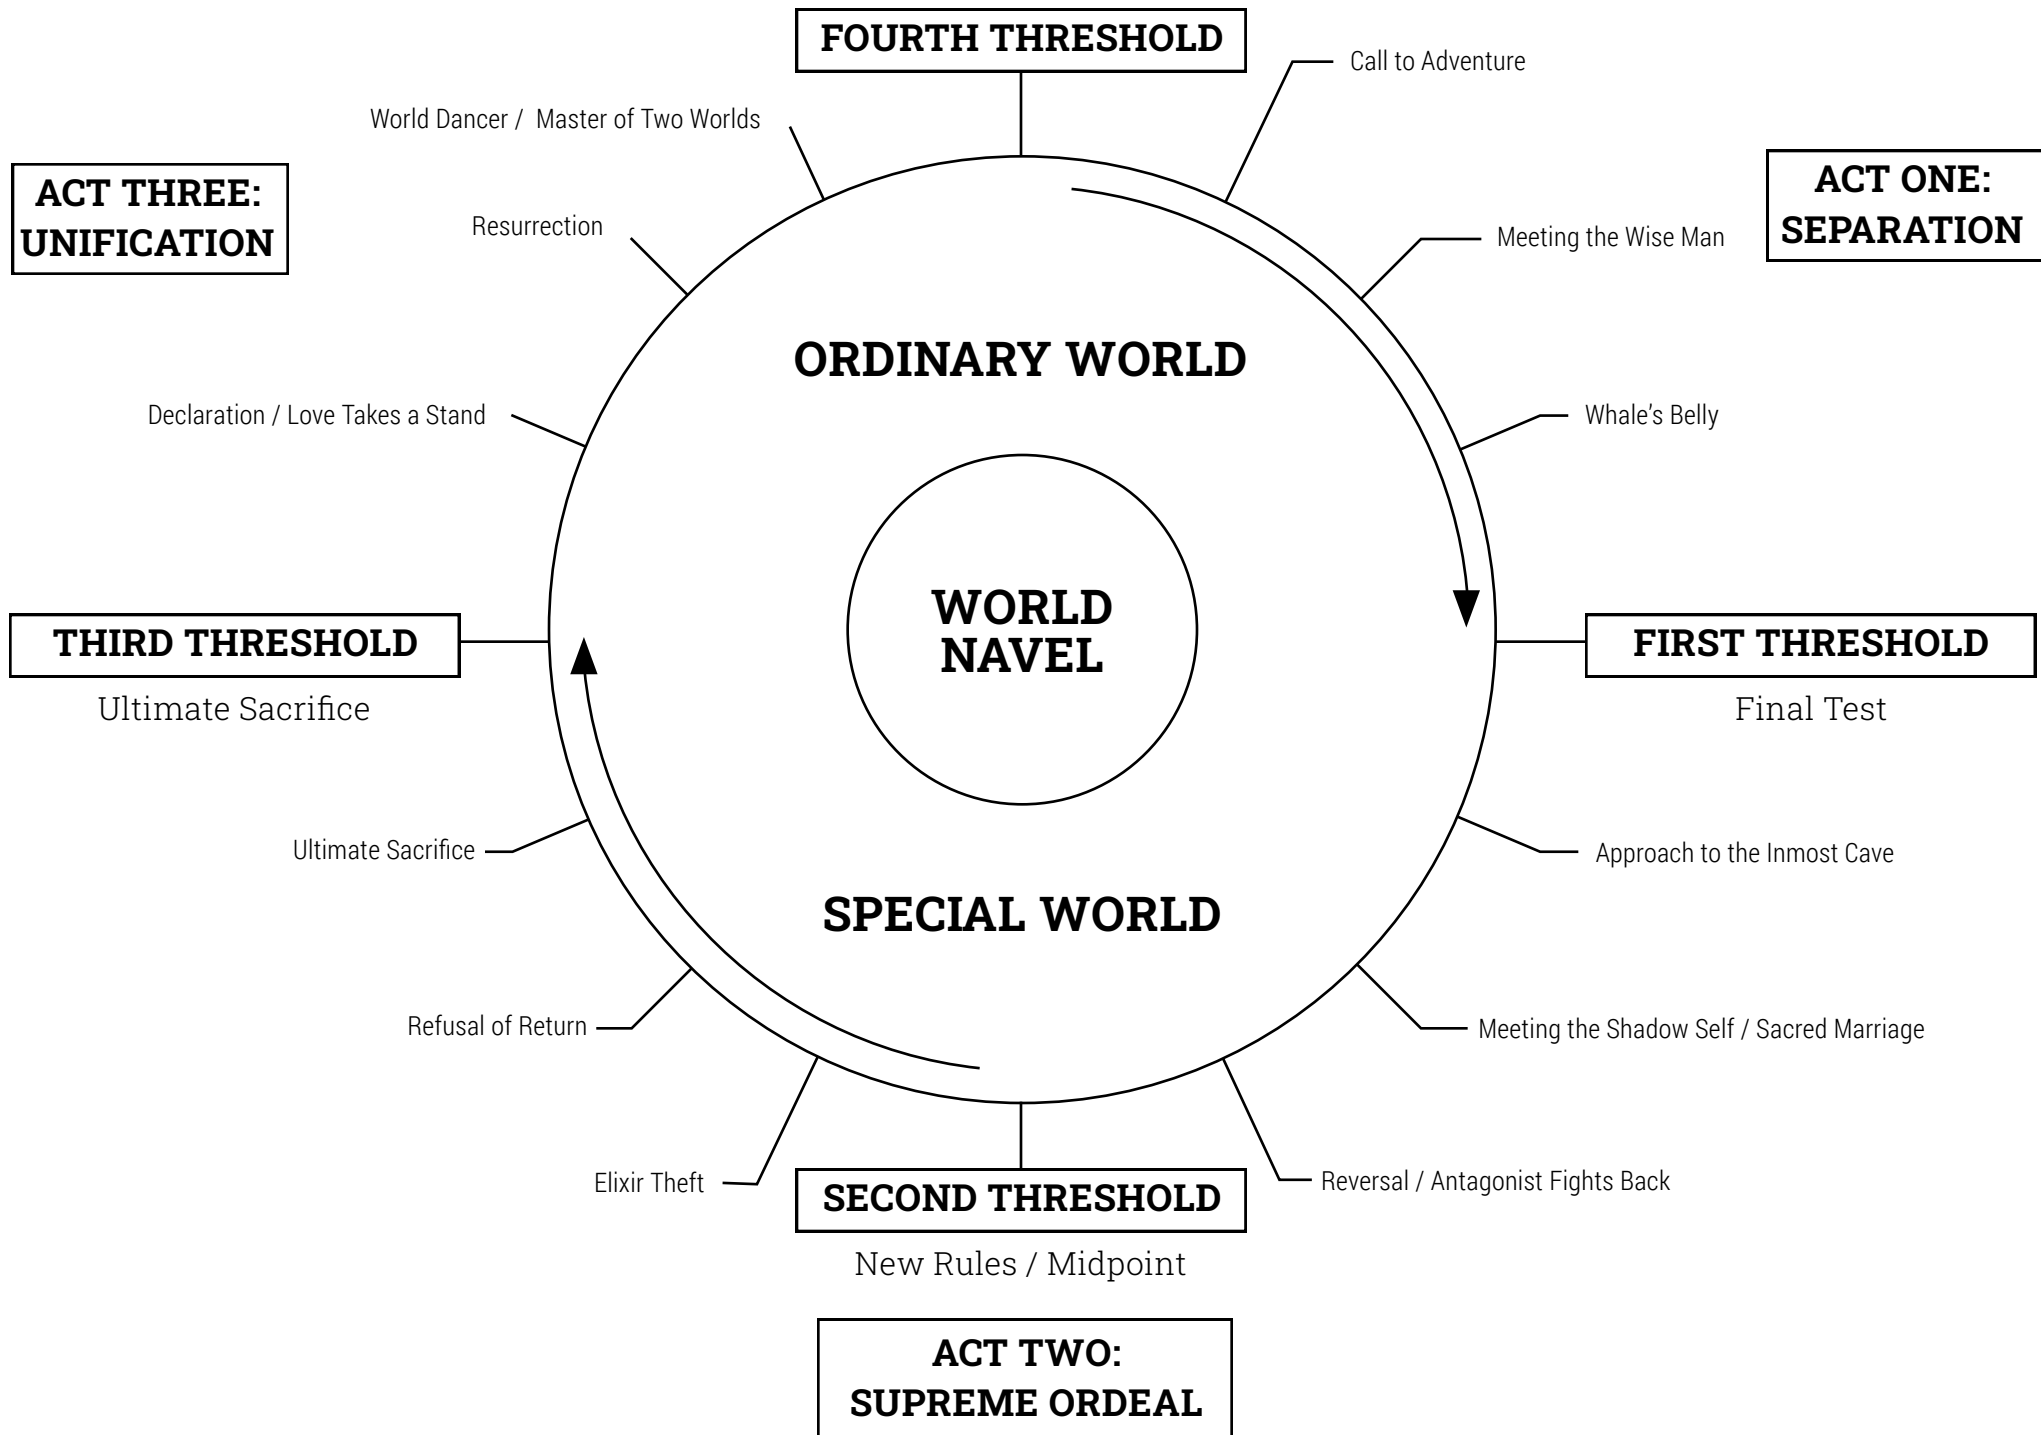 FOURTH THRESHOLD
Call to Adventure
World Dancer /  Master of Two Worlds
ACT THREE:
UNIFICATION
ACT ONE:
SEPARATION
Resurrection
Meeting the Wise Man
ORDINARY WORLD
Declaration / Love Takes a Stand
Whale’s Belly
WORLD
NAVEL
THIRD THRESHOLD
Ultimate Sacrifice
FIRST THRESHOLD
Final Test
Ultimate Sacrifice
Approach to the Inmost Cave
SPECIAL WORLD
Refusal of Return
Meeting the Shadow Self / Sacred Marriage
Elixir Theft
Reversal / Antagonist Fights Back
SECOND THRESHOLD
New Rules / Midpoint
ACT TWO:
SUPREME ORDEAL